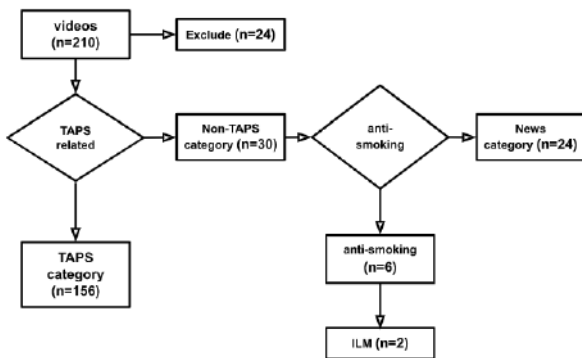 videos
(n=210)
Exclude (n=24)
TAPS
related
Non-TAPS
category (n=30)
anti-
smoking
News
category (n=24)
TAPS
category
(n=156)
anti-smoking
(n=6)
ILM (n=2)